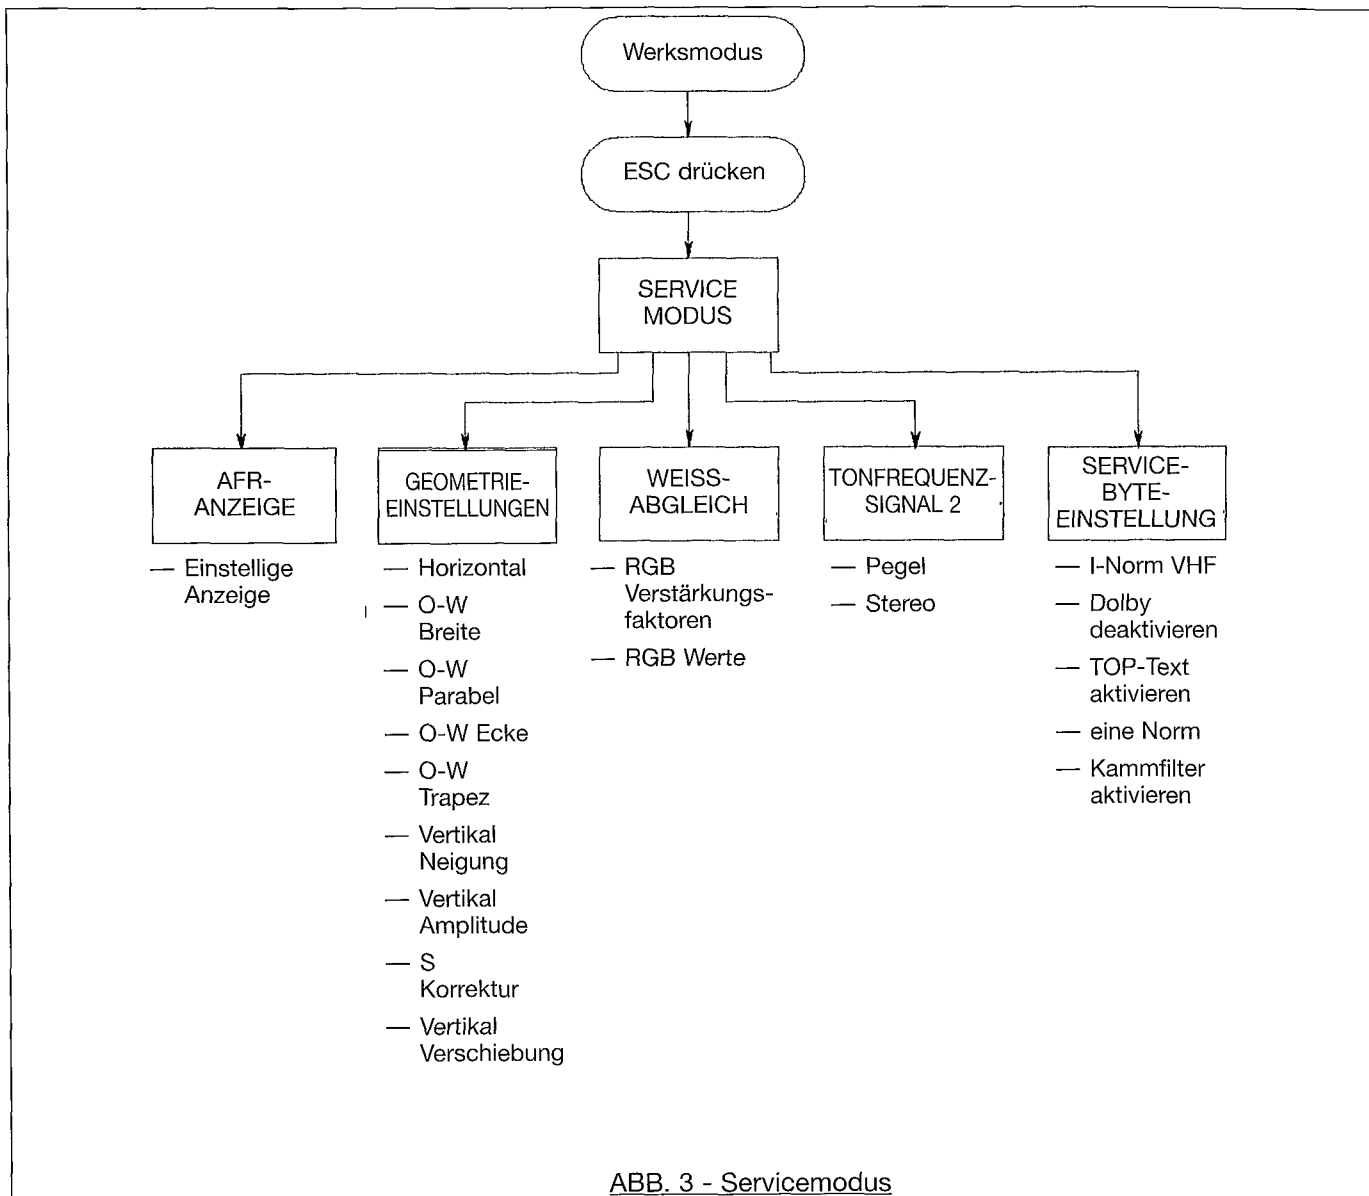 Werksmodus
ESC drücken
SERVICE
MODUS
AFR-
ANZEIGE
— Einstellige
Anzeige
GEOMETRIE-
EINSTELLUNGEN
— Horizontal
— O-W
Breite
— O-W
Parabel
— O-W Ecke
— O-W
Trapez
— Vertikal
Neigung
— Vertikal
Amplitude
— S
Korrektur
— Vertikal
Verschiebung
WEISS-
ABGLEICH
— RGB
Verstärkungs-
faktoren
— RGB Werte
TONFREQUENZ-
SIGNAL 2
— Pegel
— Stereo
SERVICE-
BYTE-
EINSTELLUNG
— I-Norm VHF
— Dolby
deaktivieren
— TOP-Text
aktivieren
— eine Norm
— Kammfilter
aktivieren
ABB. 3 - Servicemodus